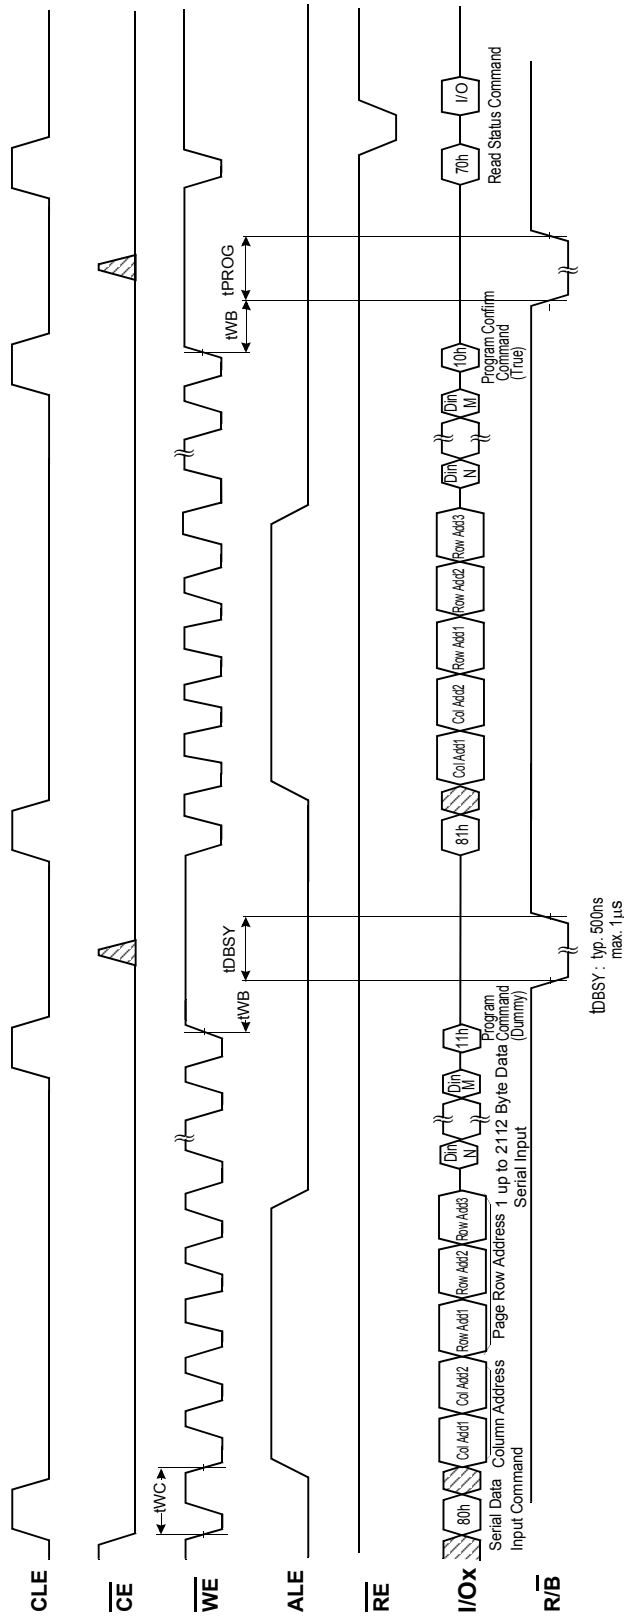 CLE
CE
WE
tWC
tWB
tDBSY
tWB
tPROG
ALE
RE
I/Ox
80h
Col Add1
Col Add2
Row Add1
Row Add2
Row Add3
Din
N
Din
M
11h
81h
Col Add1
Col Add2
Row Add1
Row Add2
Row Add3
Din
N
Din
M
10h
70h
I/O
Serial Data
Input Command
Column Address
Page Row Address
1 up to 2112 Byte Data
Serial Input
Program
Command
(Dummy)
Program Confirm
Command
(True)
Read Status Command
R/B
tDBSY : typ. 500ns
max. 1μs